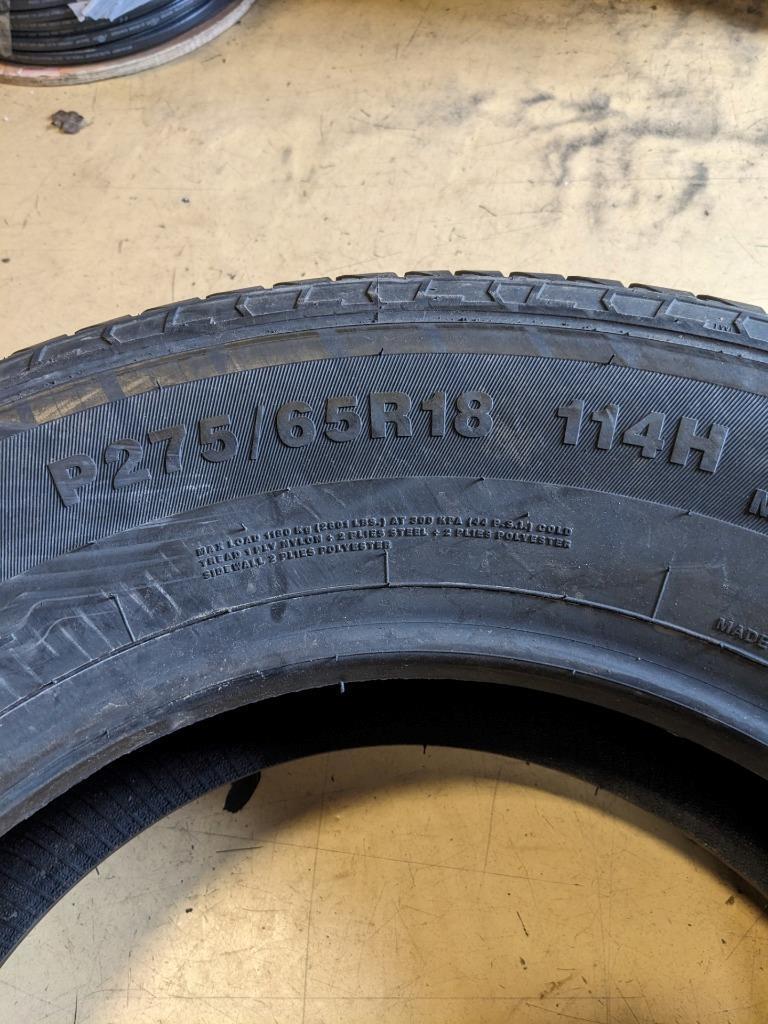 P275/65R18 114H
M
MAX LOAD 1180 Kg (2601 LBS.) AT 300 KPA (44 P.S.I.) COLD
TREAD 1 PLY NYLON + 2 PLIES STEEL + 2 PLIES POLYESTER
SIDEWALL 2 PLIES POLYESTER
MADE